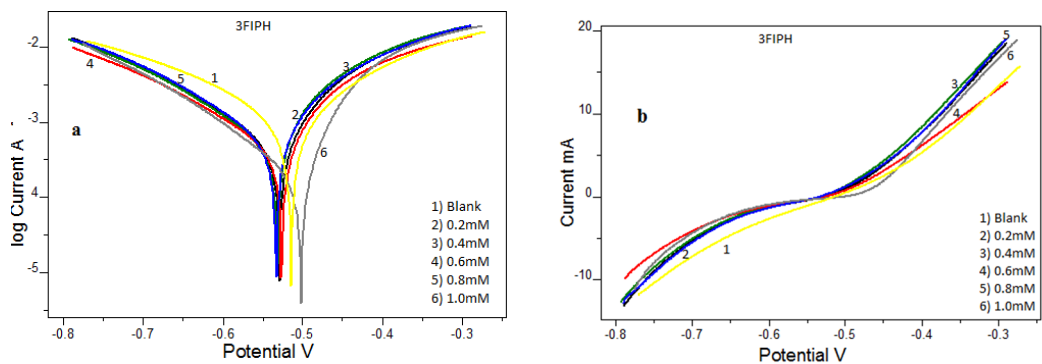 3FIPH
-2
-3
4
-5
log Current A
a
1
2
3
4
5
6
1) Blank
2) 0.2mM
3) 0.4mM
4) 0.6mM
5) 0.8mM
6) 1.0mM
-0.8
-0.7
-0.6
-0.5
-0.4
-0.3
Potential V
3FIPH
20
10
0
-10
Current mA
b
1
2
3
4
5
6
1) Blank
2) 0.2mM
3) 0.4mM
4) 0.6mM
5) 0.8mM
6) 1.0mM
-0.8
-0.7
-0.6
-0.5
-0.4
-0.3
Potential V